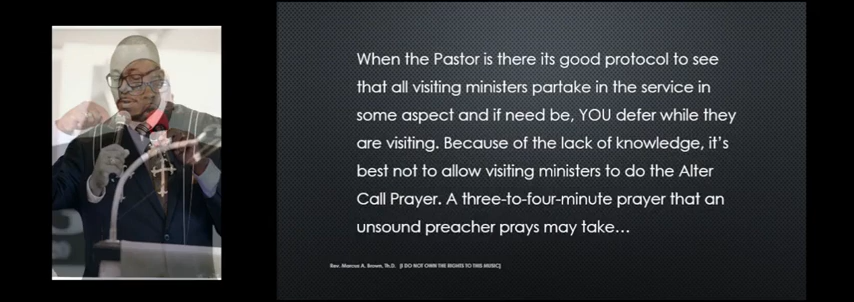 When the Pastor is there its good protocol to see
that all visiting ministers partake in the service in
some aspect and if need be, YOU defer while they
are visiting. Because of the lack of knowledge, it's
best not to allow visiting ministers to do the Alter
Call Prayer. A three-to-four-minute prayer that an
unsound preacher prays may take…
Rev. Marcus A. Brown, Th.D. [I DO NOT OWN THE RIGHTS TO THIS MUSIC]